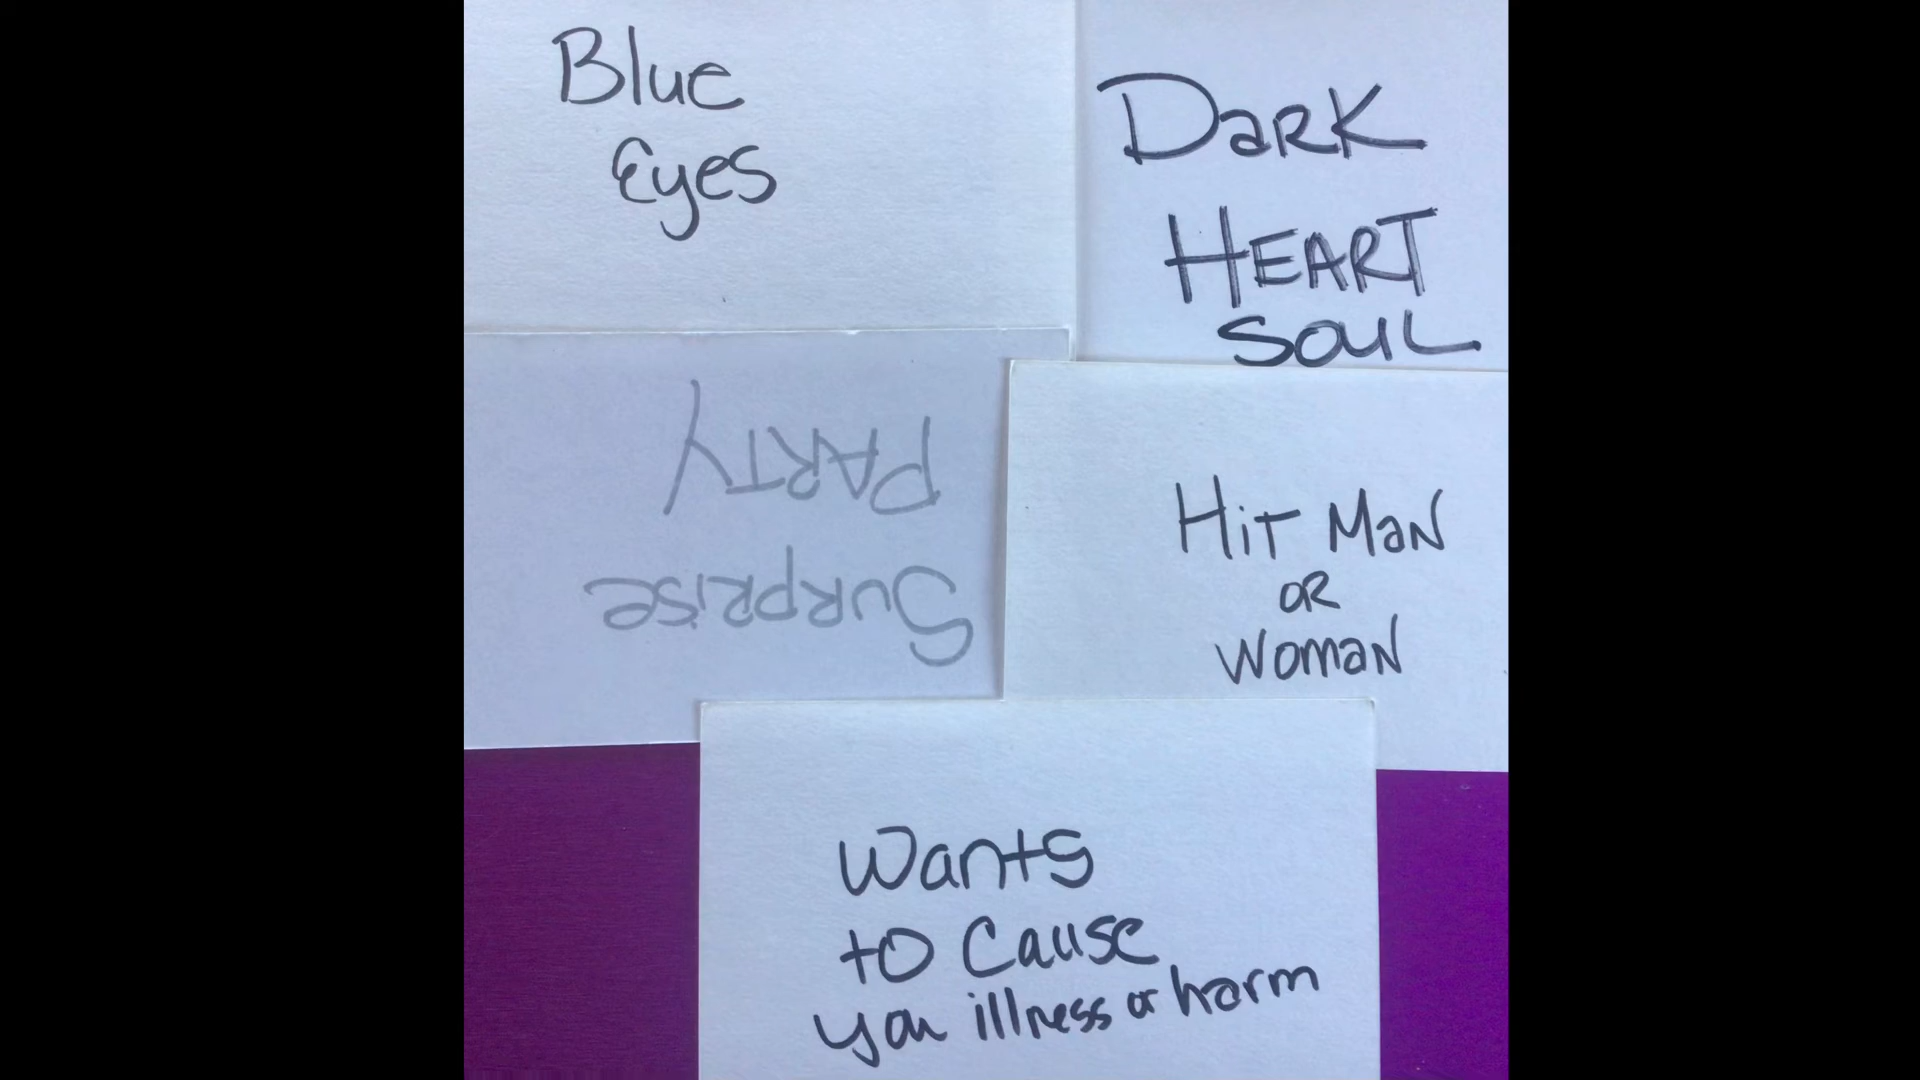 Blue
Eyes
Dark
HEART
SOUL
SURPRISE
PARTY
Hit Man
OR
Woman
Wants
to Cause
you illness or harm